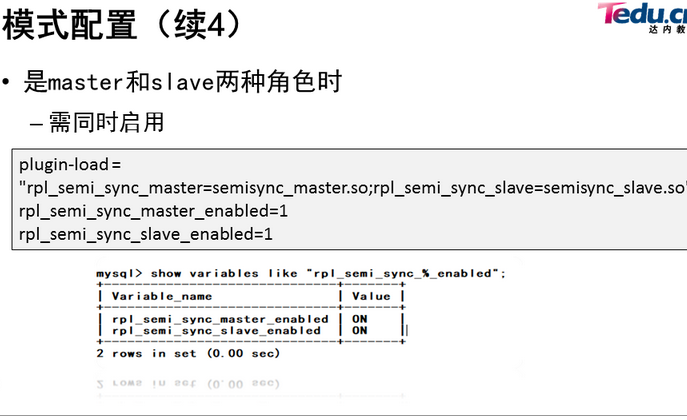 模式配置（续4）
Tedu.cn
达内教
• 是master和slave两种角色时
– 需同时启用
plugin-load =
"rpl_semi_sync_master=semisync_master.so;rpl_semi_sync_slave=semisync_slave.so"
rpl_semi_sync_master_enabled=1
rpl_semi_sync_slave_enabled=1
mysql> show variables like "rpl_semi_sync_%_enabled";
+------------------------------+-------+
| Variable_name | Value |
+------------------------------+-------+
| rpl_semi_sync_master_enabled | ON |
| rpl_semi_sync_slave_enabled | ON |
+------------------------------+-------+
2 rows in set (0.00 sec)